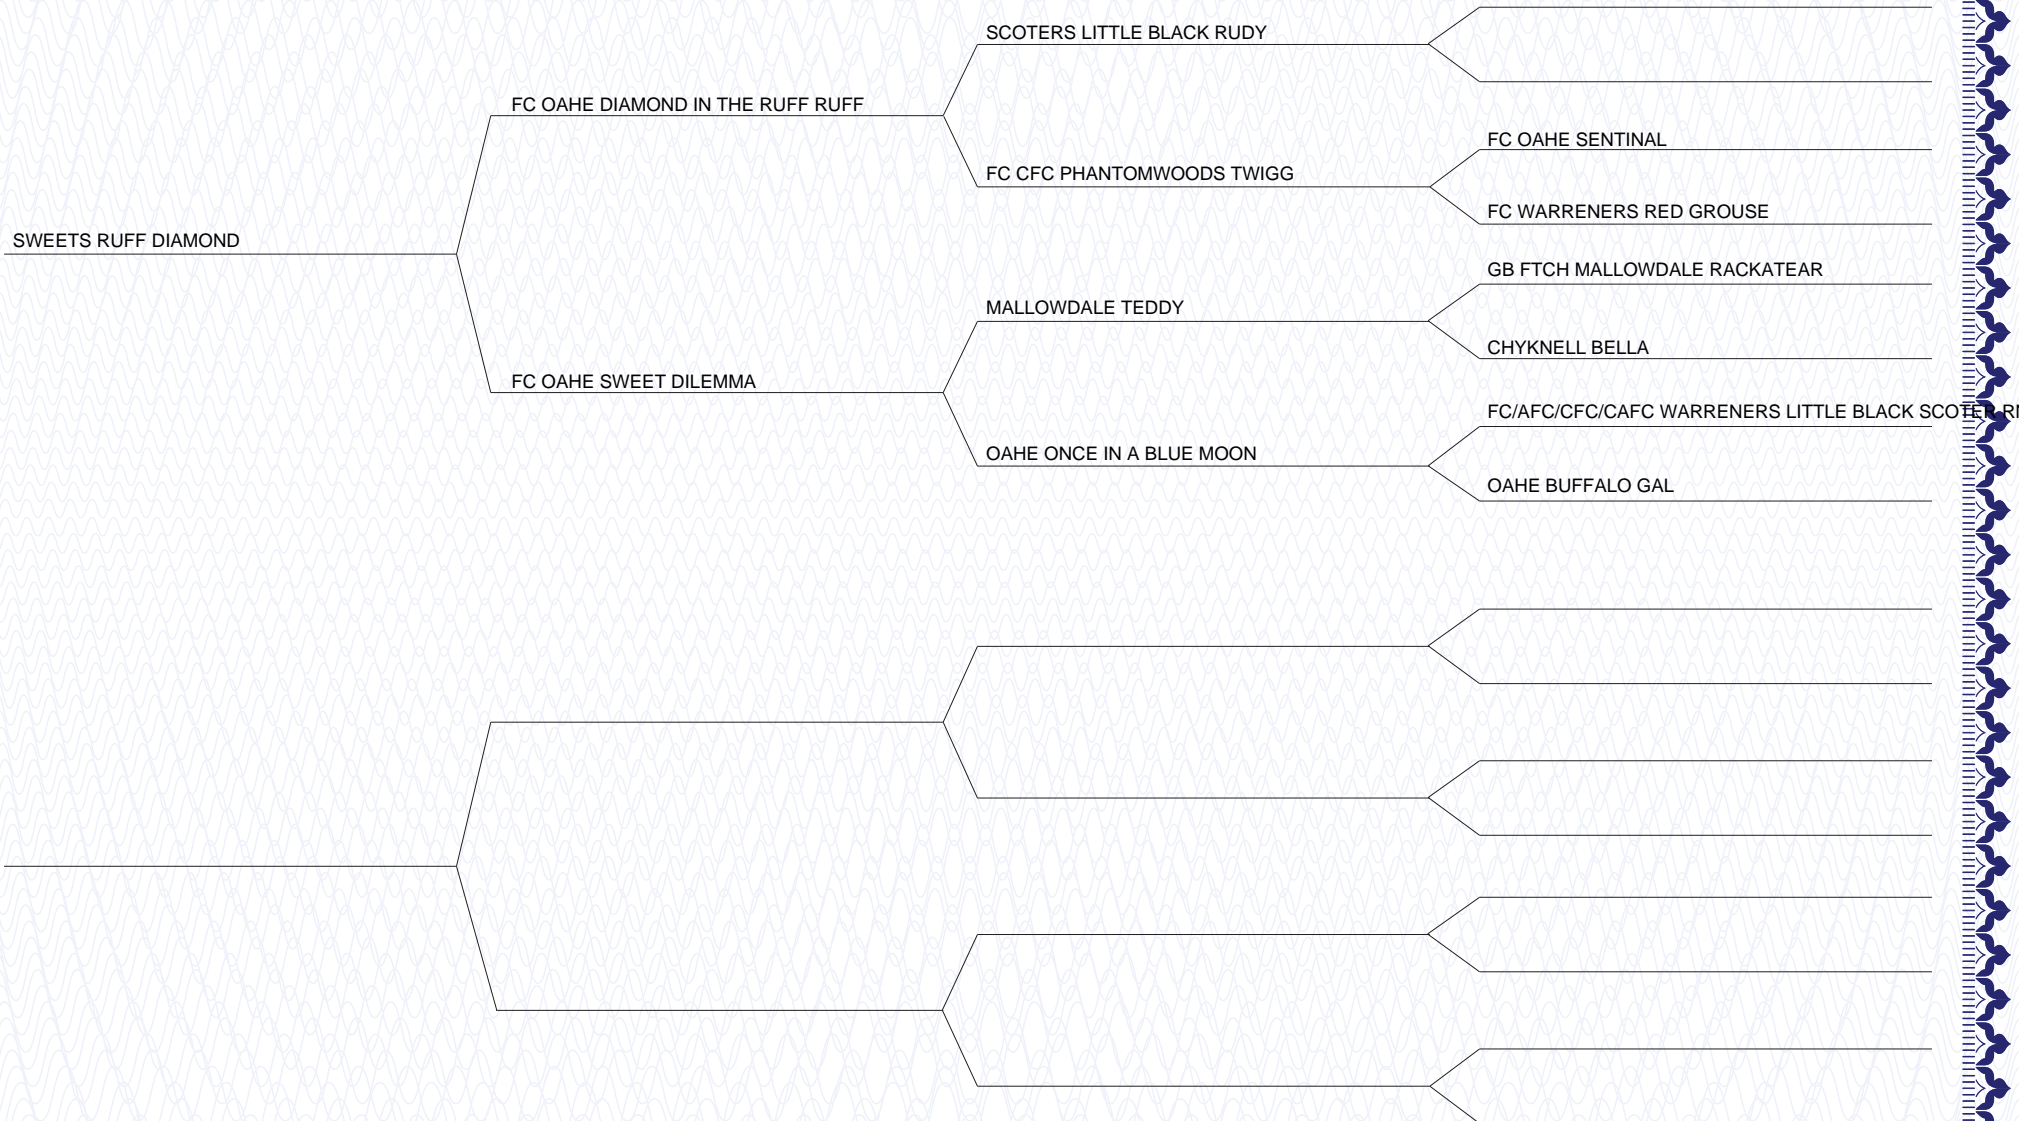 SCOTERS LITTLE BLACK RUDY
FC OAHE DIAMOND IN THE RUFF RUFF
FC OAHE SENTINAL
FC CFC PHANTOMWOODS TWIGG
FC WARRENERS RED GROUSE
SWEETS RUFF DIAMOND
GB FTCH MALLOWDALE RACKATEAR
MALLOWDALE TEDDY
CHYKNELL BELLA
FC OAHE SWEET DILEMMA
FC/AFC/CFC/CAFC WARRENERS LITTLE BLACK SCOTER
OAHE ONCE IN A BLUE MOON
OAHE BUFFALO GAL